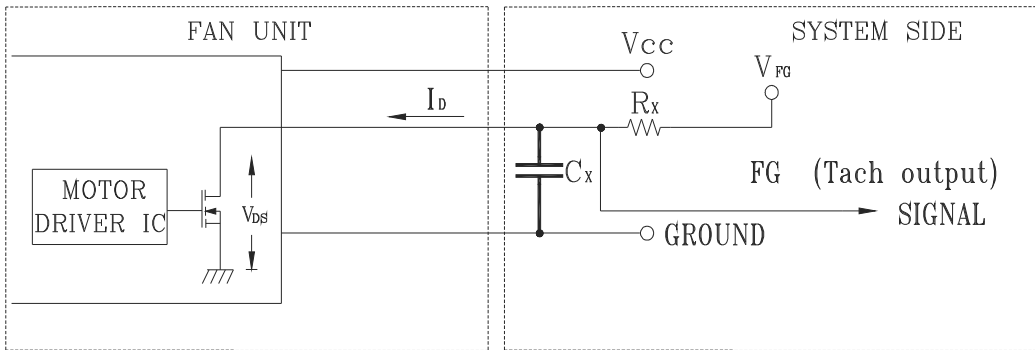 FAN UNIT
SYSTEM SIDE
Vcc
VFG
ID
RX
CX
MOTOR
DRIVER IC
VDS
FG (Tach output)
SIGNAL
GROUND